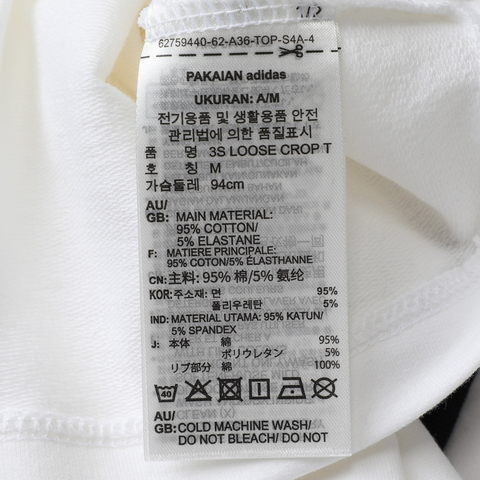 1/2
62759440-62-A36-TOP-S4A-4
PAKAIAN adidas
UKURAN: A/M
전기용품 및 생활용품 안전
관리법에 의한 품질표시
품 명 3S LOOSE CROP T
호 칭 M
가슴둘레 94cm
AU/
GB: MAIN MATERIAL:
95% COTTON/
5% ELASTANE
F: MATIERE PRINCIPALE:
95% COTON/5% ÉLASTHANNE
CN: 主料: 95% 棉/5% 氨纶
KOR: 주소재: 면 95%
폴리우레탄 5%
IND: MATERIAL UTAMA: 95% KATUN/
5% SPANDEX
J: 本体 綿 95%
ポリウレタン 5%
リブ部分 綿 100%
40
AU/
GB: COLD MACHINE WASH/
DO NOT BLEACH/ DO NOT